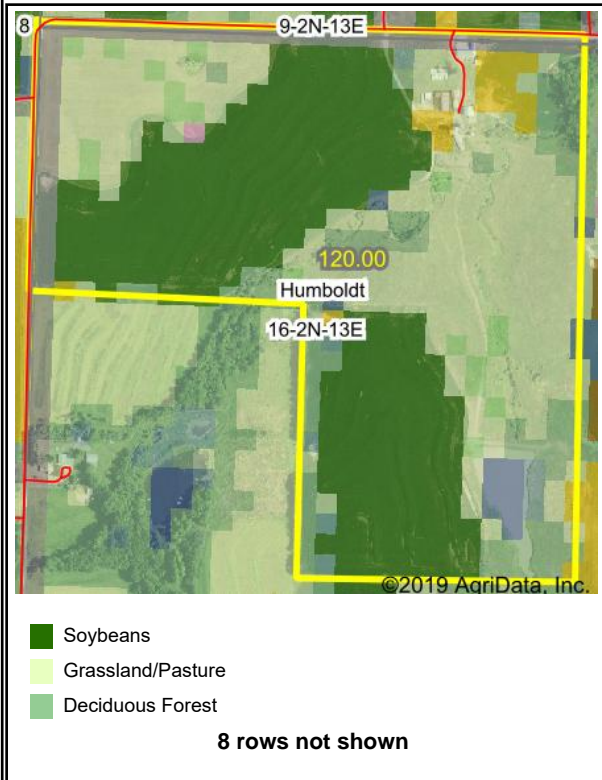 8
9-2N-13E
120.00
Humboldt
16-2N-13E
©2019 AgriData, Inc.
Soybeans
Grassland/Pasture
Deciduous Forest
8 rows not shown